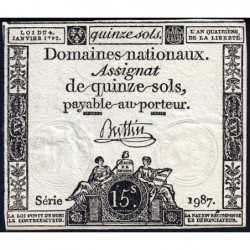 LOI DU 4.
JANVIER 1792.
quinze sols.
L'AN QUATRIÈME
DE LA LIBERTÉ.
Domaines nationaux.
Assignat
de quinze sols,
payable au porteur.
Buttin
Série
15.s
1987.
LA LOI PUNIT DE MORT
LE CONTREFACTEUR.
LA NATION RÉCOMPENSE
LE DÉNONCIATEUR.